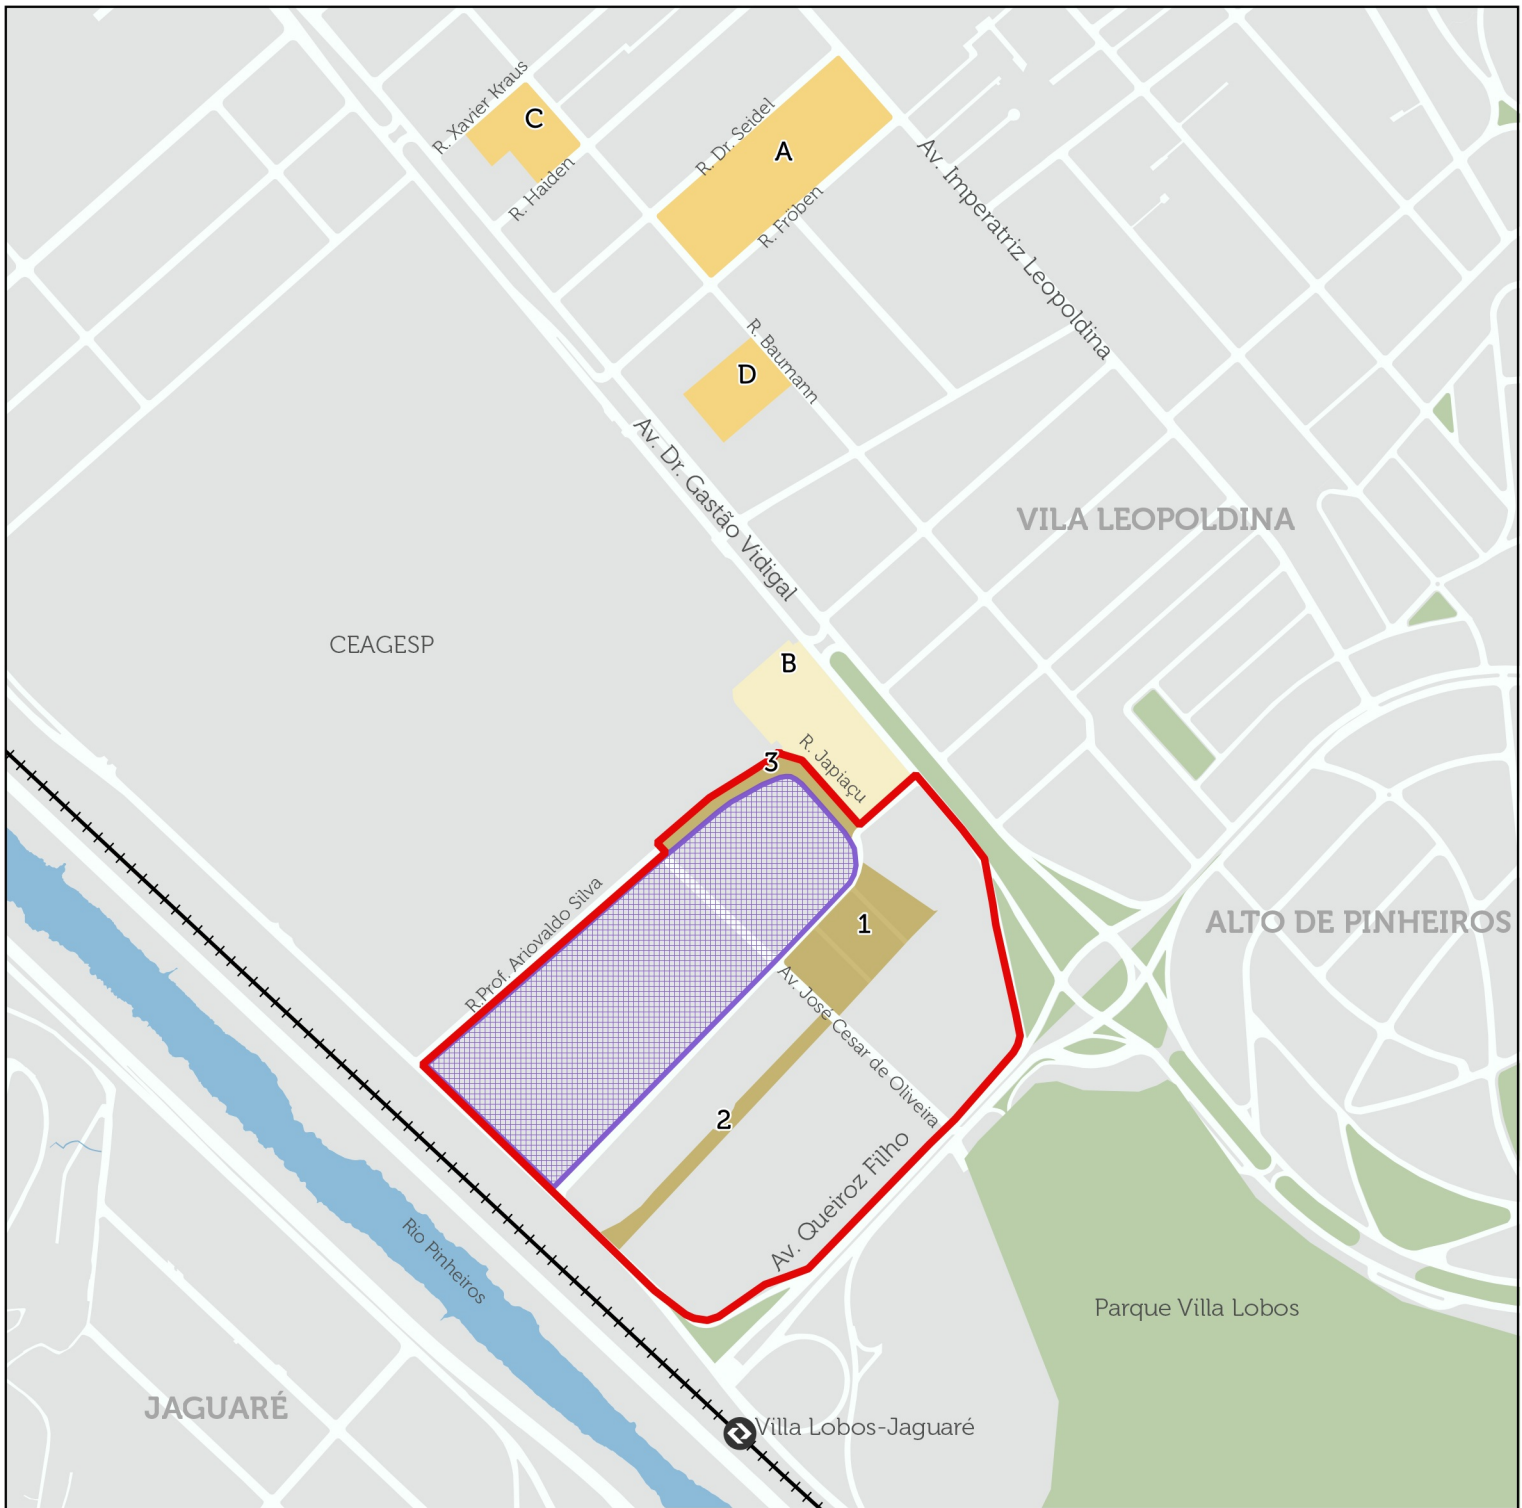 R. Xavier Kraus
C
R. Haiden
R. Dr. Seidel
A
R. Fröben
Av. Imperatriz Leopoldina
R. Baumann
D
Av. Dr. Gastão Vidigal
VILA LEOPOLDINA
CEAGESP
B
R. Japiaçu
3
R.Prof. Ariovaldo Silva
1
ALTO DE PINHEIROS
Av. José Cesar de Oliveira
2
Av. Queiroz Filho
Rio Pinheiros
Parque Villa Lobos
JAGUARÉ
Villa Lobos-Jaguaré